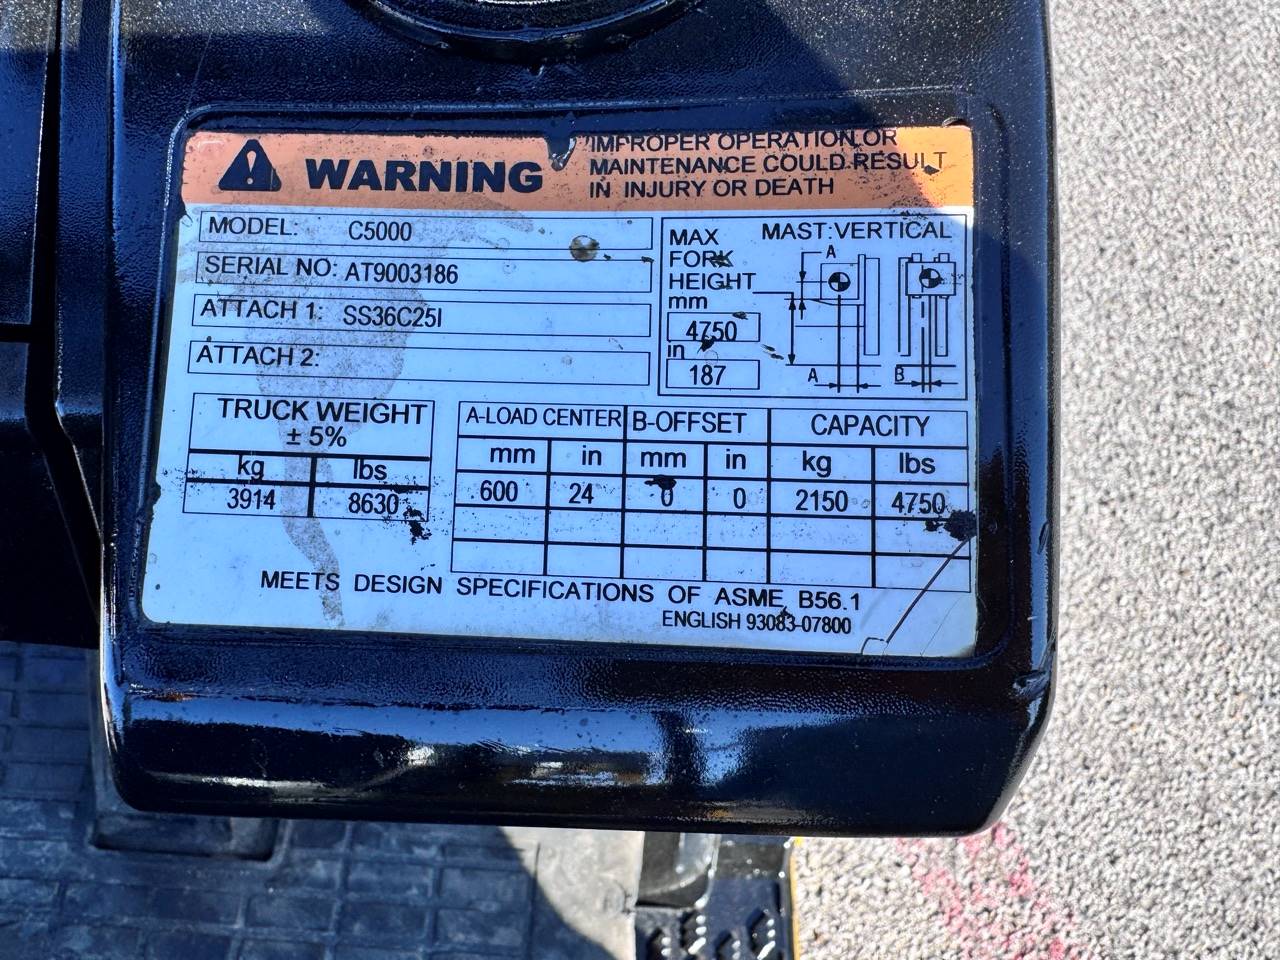 WARNING
IMPROPER OPERATION OR
MAINTENANCE COULD RESULT
IN INJURY OR DEATH
MODEL: C5000
SERIAL NO: AT9003186
ATTACH 1: SS36C25I
ATTACH 2:
MAX
FORK
HEIGHT
mm
4750
in
187
MAST:VERTICAL
A
A
B
TRUCK WEIGHT
± 5%
kg lbs
3914 8630
A-LOAD CENTER B-OFFSET CAPACITY
mm in mm in kg lbs
600 24 0 0 2150 4750
MEETS DESIGN SPECIFICATIONS OF ASME B56.1
ENGLISH 93083-07800